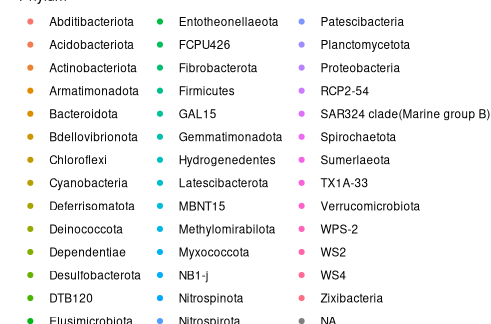 Phylum
Abditibacteriota
Acidobacteriota
Actinobacteriota
Armatimonadota
Bacteroidota
Bdellovibrionota
Chloroflexi
Cyanobacteria
Deferrisomatota
Deinococcota
Dependentiae
Desulfobacterota
DTB120
Elusimicrobiota
Entotheonellaeota
FCPU426
Fibrobacterota
Firmicutes
GAL15
Gemmatimonadota
Hydrogenedentes
Latescibacterota
MBNT15
Methylomirabilota
Myxococcota
NB1-j
Nitrospinota
Nitrospirota
Patescibacteria
Planctomycetota
Proteobacteria
RCP2-54
SAR324 clade(Marine group B)
Spirochaetota
Sumerlaeota
TX1A-33
Verrucomicrobiota
WPS-2
WS2
WS4
Zixibacteria
NA